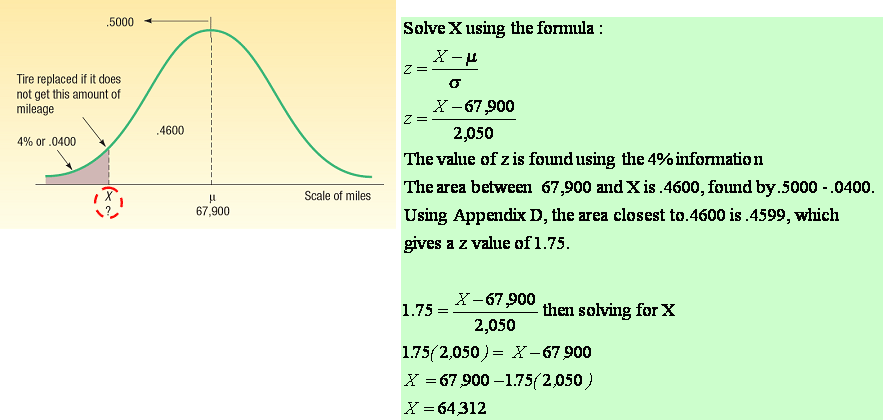 .5000
Tire replaced if it does
not get this amount of
mileage
4% or .0400
.4600
X
?
μ
67,900
Scale of miles
Solve X using the formula :
z = X – μ / σ
z = X – 67,900 / 2,050
The value of z is found using the 4% information
The area between 67,900 and X is .4600, found by .5000 - .0400.
Using Appendix D, the area closest to .4600 is .4599, which
gives a z value of 1.75.
1.75 = X – 67,900 / 2,050 then solving for X
1.75( 2,050 ) = X – 67,900
X = 67,900 – 1.75( 2,050 )
X = 64,312